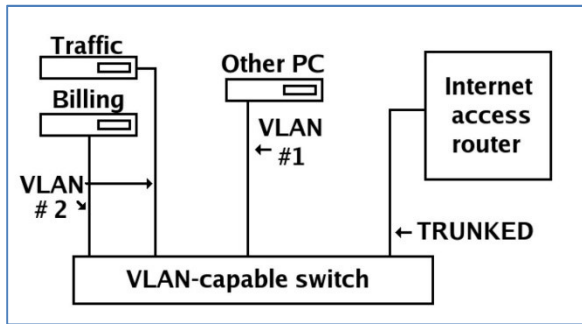 Traffic
Billing
Other PC
Internet
access
router
VLAN
#1
VLAN
# 2
TRUNKED
VLAN-capable switch